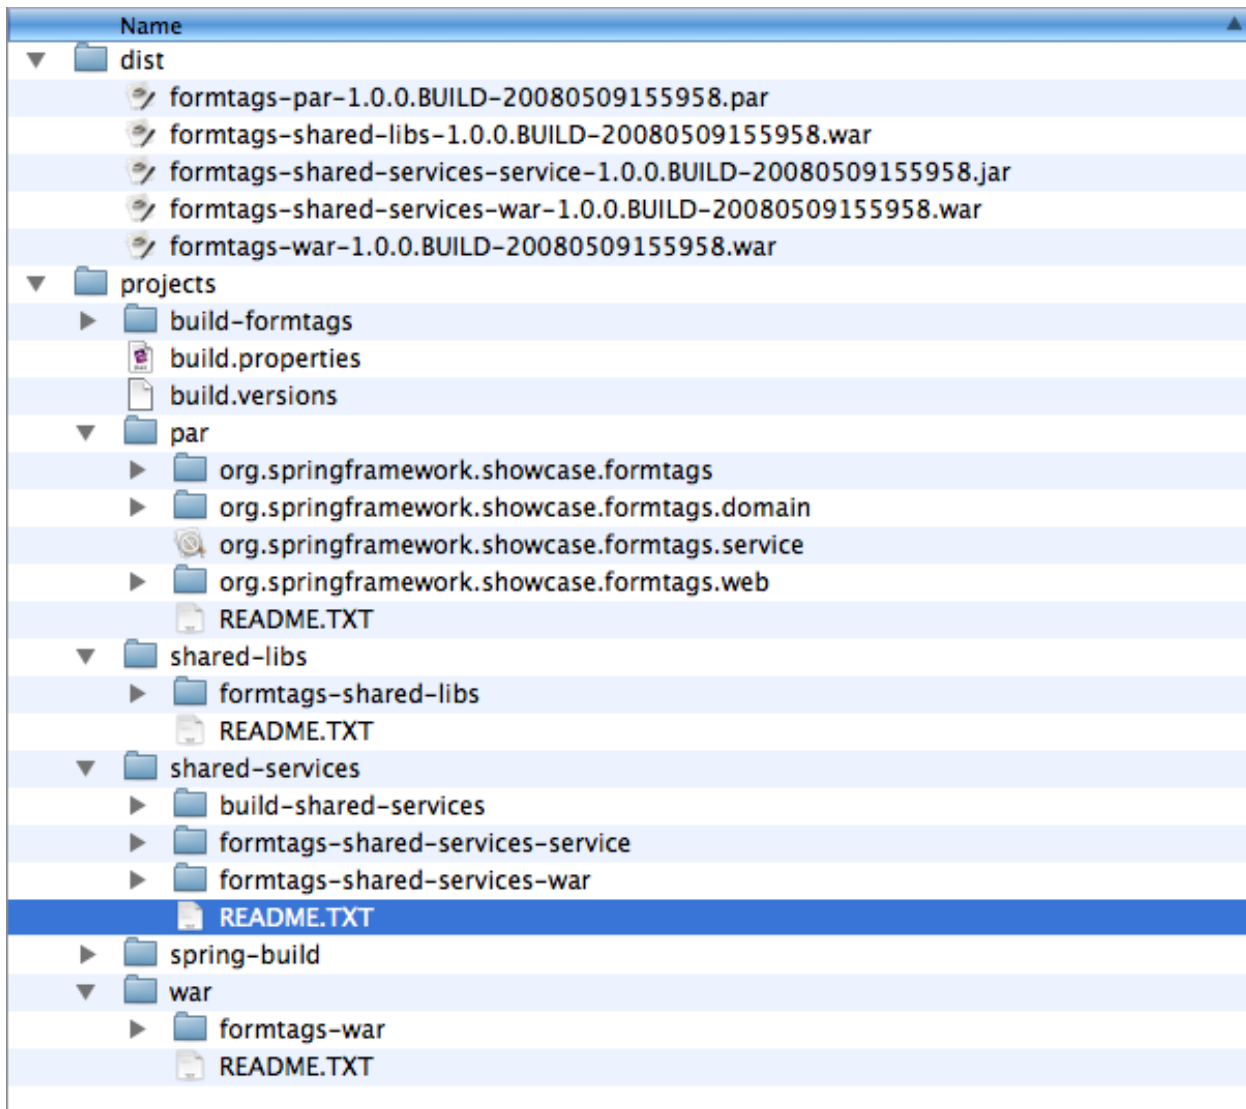 Name
dist
formtags-par-1.0.0.BUILD-20080509155958.par
formtags-shared-libs-1.0.0.BUILD-20080509155958.war
formtags-shared-services-service-1.0.0.BUILD-20080509155958.jar
formtags-shared-services-war-1.0.0.BUILD-20080509155958.war
formtags-war-1.0.0.BUILD-20080509155958.war
projects
build-formtags
build.properties
build.versions
par
org.springframework.showcase.formtags
org.springframework.showcase.formtags.domain
org.springframework.showcase.formtags.service
org.springframework.showcase.formtags.web
README.TXT
shared-libs
formtags-shared-libs
README.TXT
shared-services
build-shared-services
formtags-shared-services-service
formtags-shared-services-war
README.TXT
spring-build
war
formtags-war
README.TXT